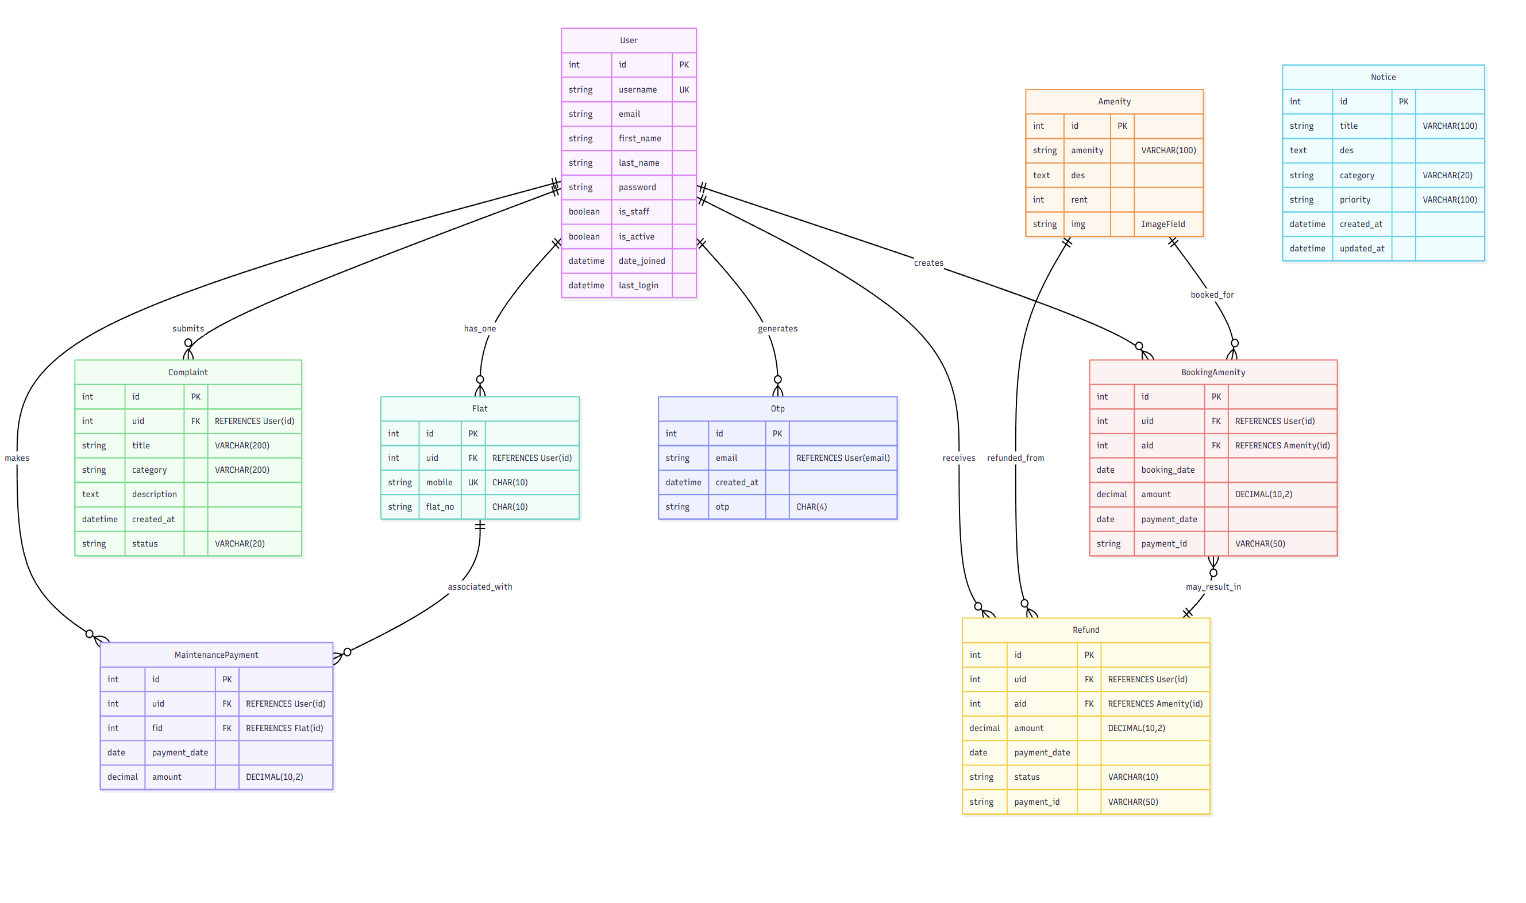 User
int id PK
string username UK
string email
string first_name
string last_name
string password
boolean is_staff
boolean is_active
datetime date_joined
datetime last_login
Amenity
int id PK
string amenity VARCHAR(100)
text des
int rent
string img ImageField
Notice
int id PK
string title VARCHAR(100)
text des
string category VARCHAR(20)
string priority VARCHAR(100)
datetime created_at
datetime updated_at
creates
booked_for
submits
has_one
generates
Complaint
int id PK
int uid FK REFERENCES User(id)
string title VARCHAR(200)
string category VARCHAR(200)
text description
datetime created_at
string status VARCHAR(20)
Flat
int id PK
int uid FK REFERENCES User(id)
string mobile UK CHAR(10)
string flat_no CHAR(10)
Otp
int id PK
string email REFERENCES User(email)
datetime created_at
string otp CHAR(4)
BookingAmenity
int id PK
int uid FK REFERENCES User(id)
int aid FK REFERENCES Amenity(id)
date booking_date
decimal amount DECIMAL(10,2)
date payment_date
string payment_id VARCHAR(50)
makes
receives
refunded_from
associated_with
may_result_in
MaintenancePayment
int id PK
int uid FK REFERENCES User(id)
int fid FK REFERENCES Flat(id)
date payment_date
decimal amount DECIMAL(10,2)
Refund
int id PK
int uid FK REFERENCES User(id)
int aid FK REFERENCES Amenity(id)
decimal amount DECIMAL(10,2)
date payment_date
string status VARCHAR(10)
string payment_id VARCHAR(50)